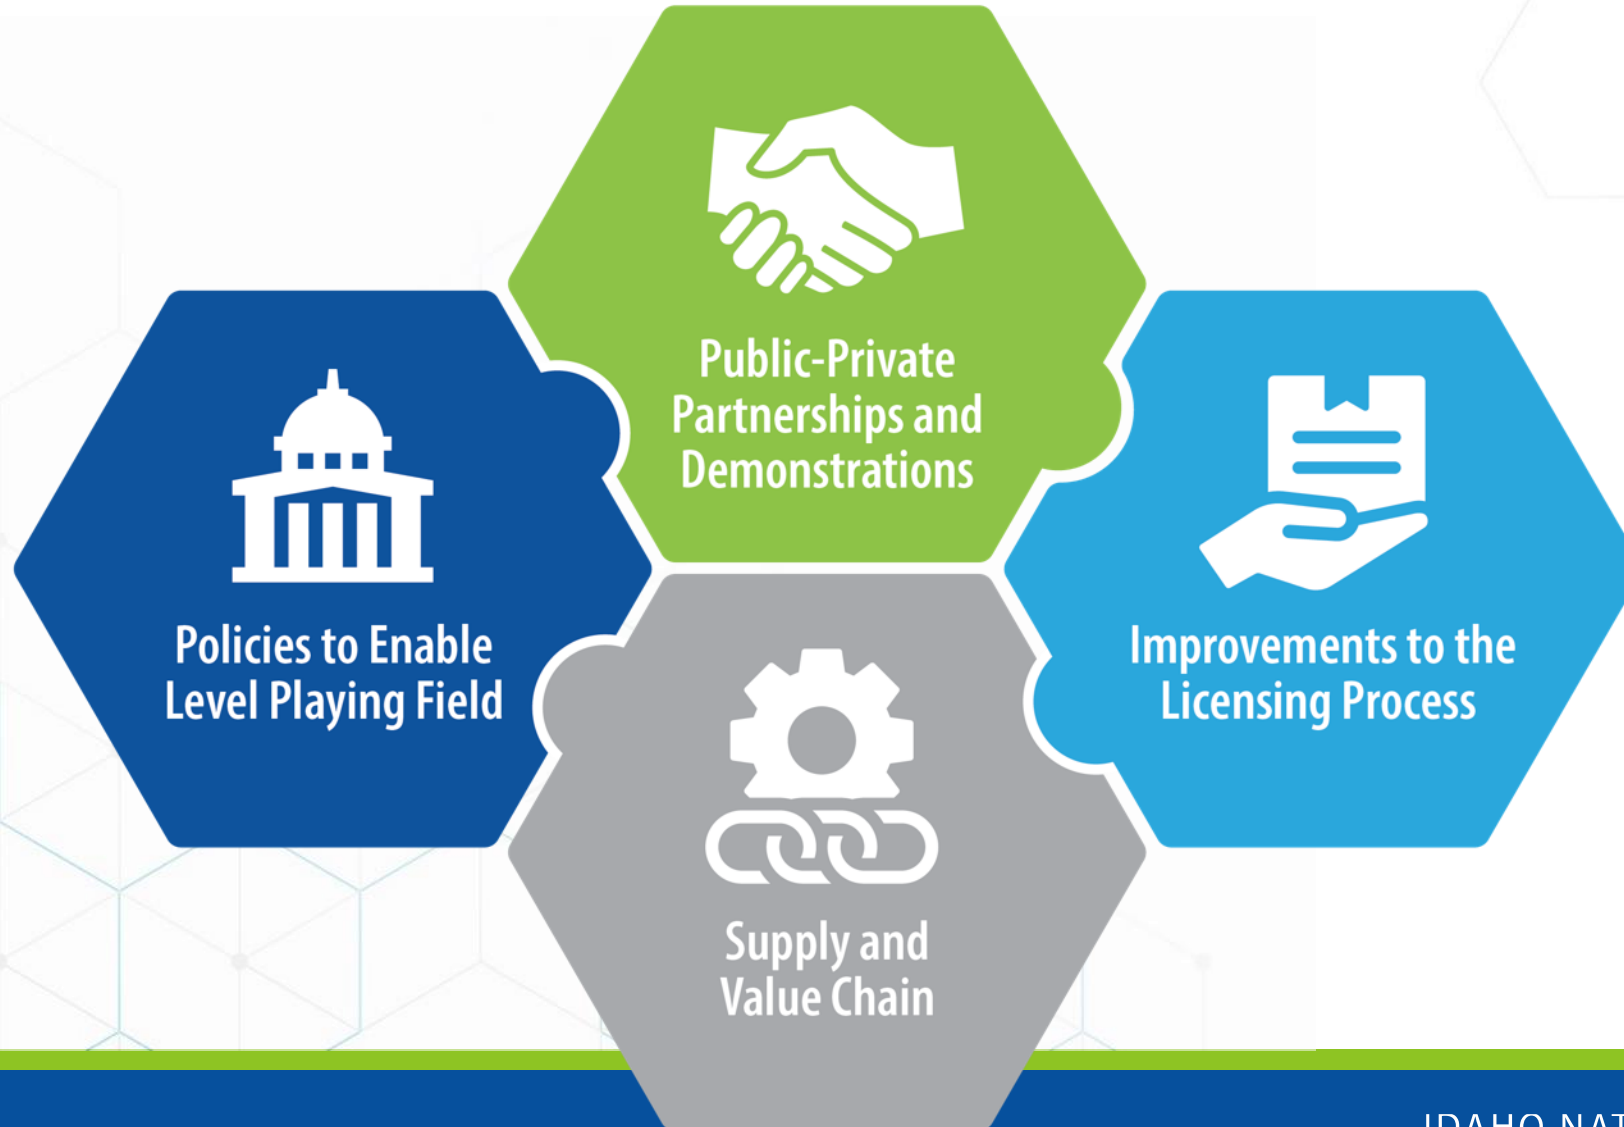 Public-Private
Partnerships and
Demonstrations
Policies to Enable
Level Playing Field
Improvements to the
Licensing Process
Supply and
Value Chain
IDAHO